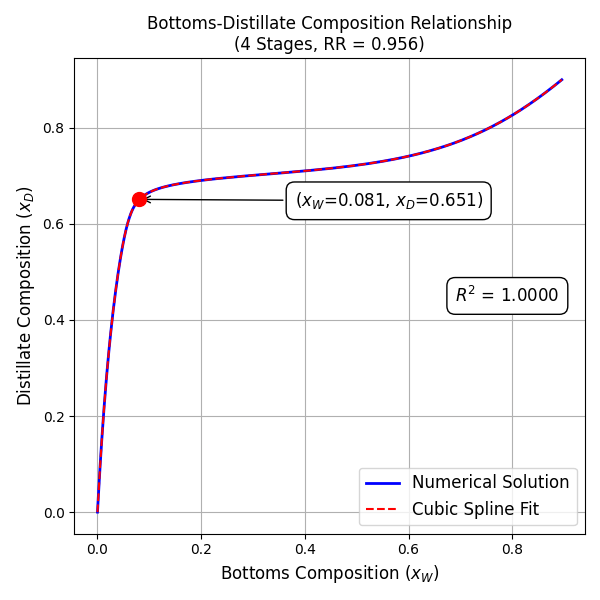 Bottoms-Distillate Composition Relationship
(4 Stages, RR = 0.956)
Distillate Composition (x_D)
0.8
0.6
0.4
0.2
0.0
(x_W=0.081, x_D=0.651)
R² = 1.0000
Numerical Solution
Cubic Spline Fit
0.0 0.2 0.4 0.6 0.8
Bottoms Composition (x_W)